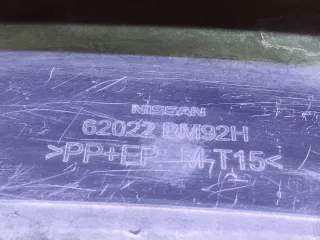 NISSAN
62022 BM92H
>PP+EP M-T15<